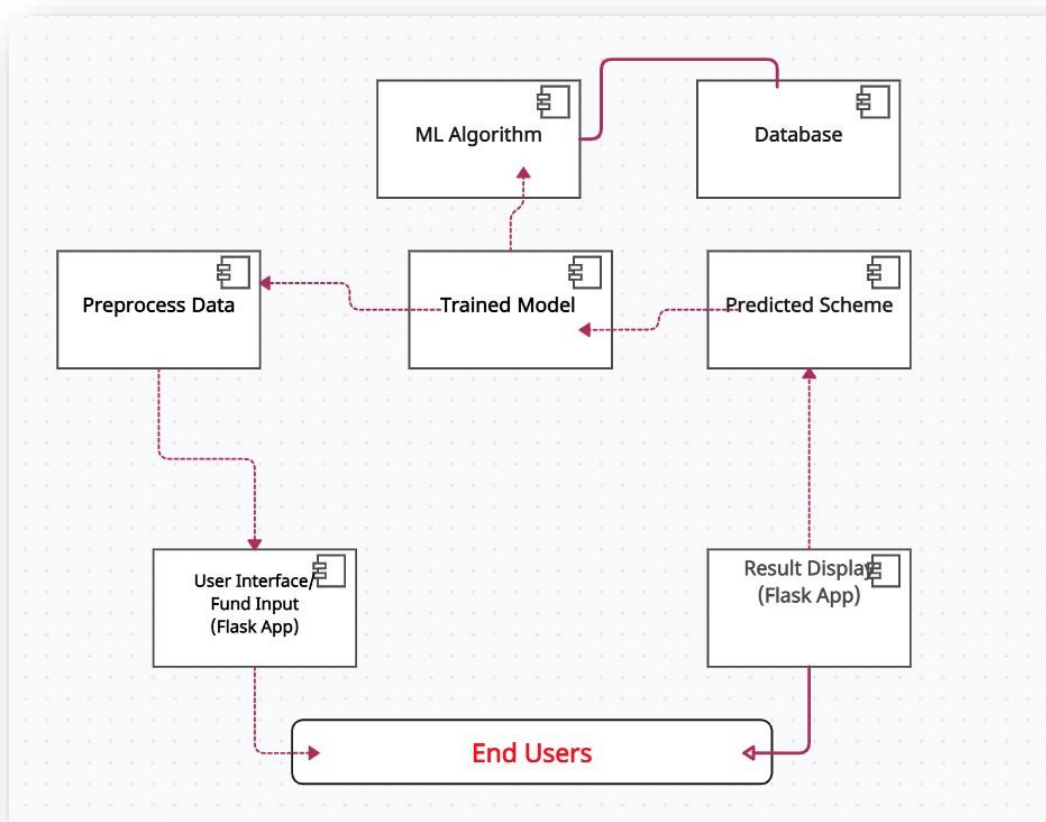 ML Algorithm
Database
Preprocess Data
Trained Model
Predicted Scheme
User Interface/
Fund Input
(Flask App)
Result Display
(Flask App)
End Users